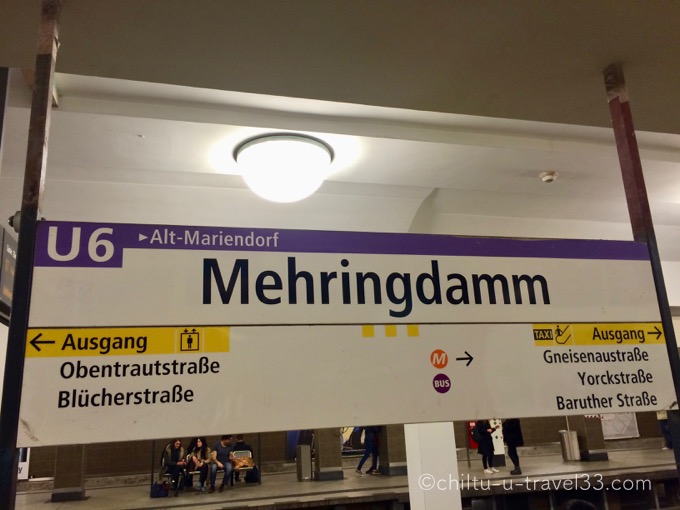 U6 ▸Alt-Mariendorf
Mehringdamm
← Ausgang
Obentrautstraße
Blücherstraße
M →
BUS
TAXI Ausgang →
Gneisenaustraße
Yorckstraße
Baruther Straße
©chiltu-u-travel33.com